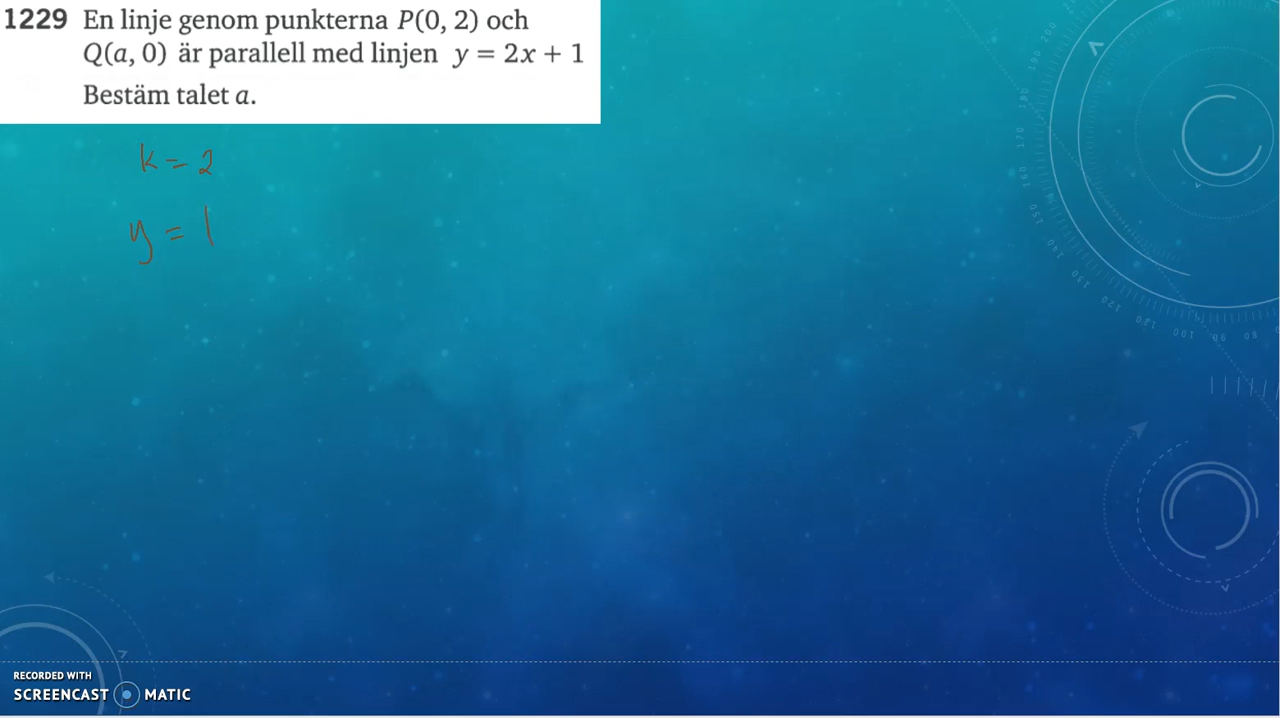 1229 En linje genom punkterna P(0, 2) och
Q(a, 0) är parallell med linjen y = 2x + 1
Bestäm talet a.
k = 2
y = 1
RECORDED WITH
SCREENCAST MATIC